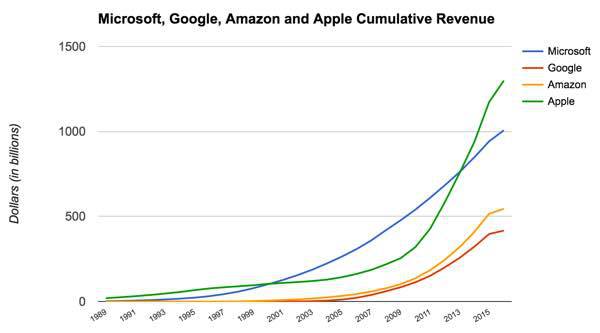 Microsoft, Google, Amazon and Apple Cumulative Revenue
Dollars (in billions)
1500
1000
500
0
1989 1991 1993 1995 1997 1999 2001 2003 2005 2007 2009 2011 2013 2015
Microsoft
Google
Amazon
Apple